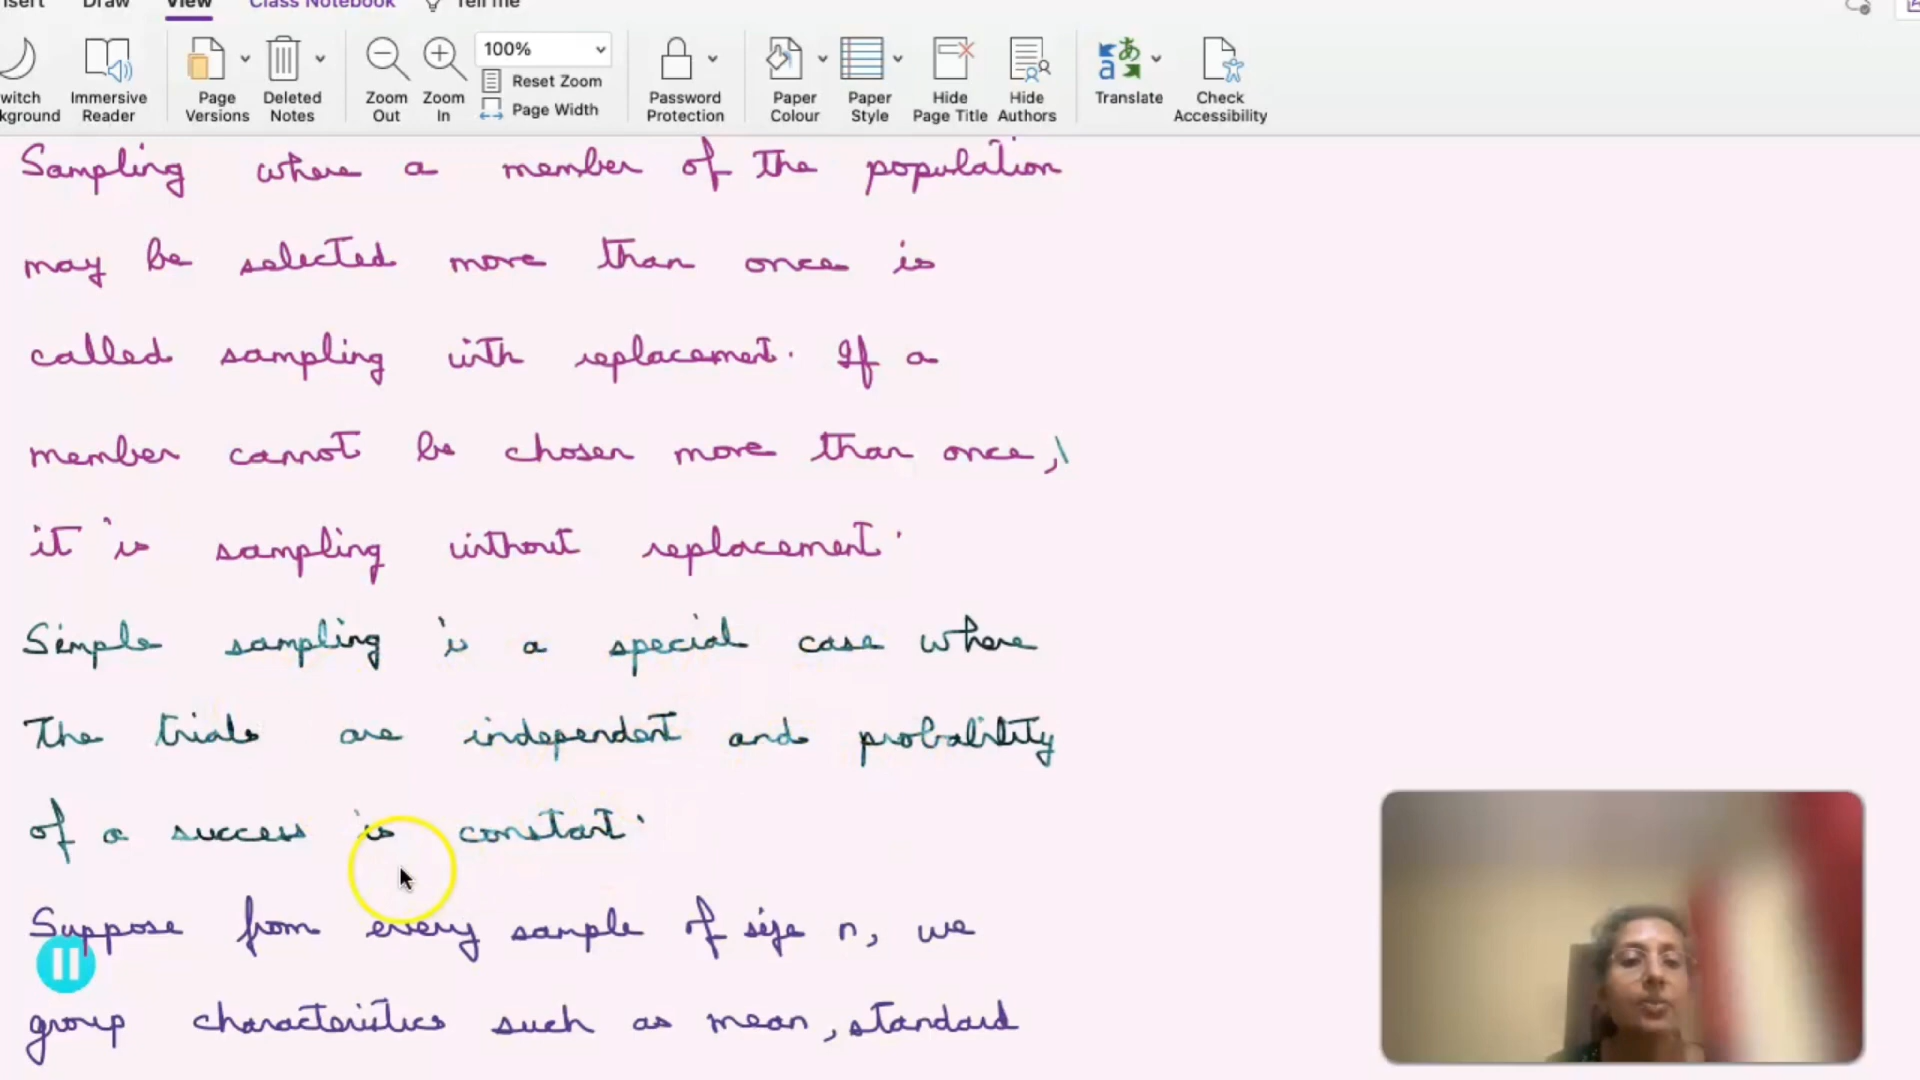 nsert Draw View Class Notebook Tell me
witch kground
Immersive Reader
Page Versions
Deleted Notes
Zoom Out
Zoom In
100%
Reset Zoom
Page Width
Password Protection
Paper Colour
Paper Style
Hide Page Title
Hide Authors
Translate
Check Accessibility
Sampling where a member of the population
may be selected more than once is
called sampling with replacement. If a
member cannot be chosen more than once,
it is sampling without replacement.
Simple sampling is a special case where
the trials are independent and probability
of a success is constant.
Suppose from every sample of size n, we
group characteristics such as mean, standard